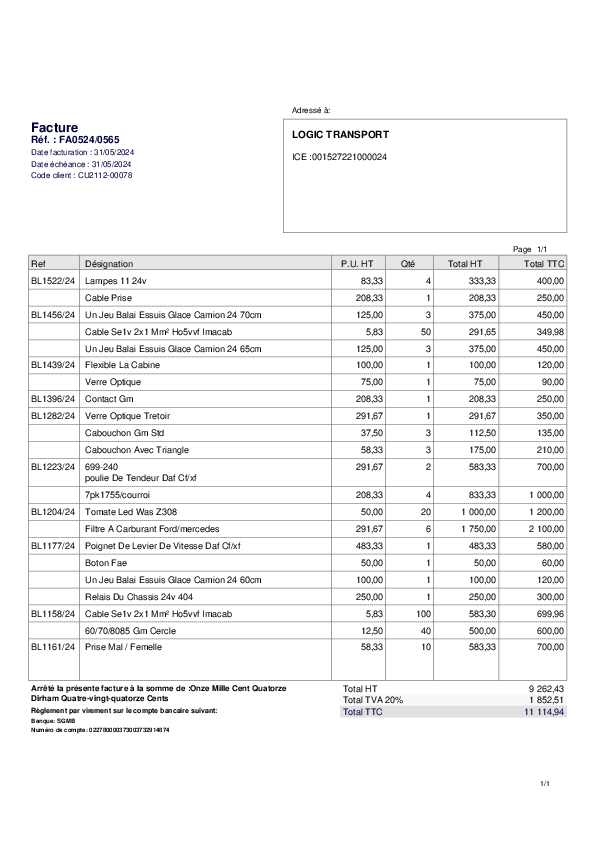 Adressé à:
Facture
Réf. : FA0524/0565
Date facturation : 31/05/2024
Date échéance : 31/05/2024
Code client : CU2112-00078
LOGIC TRANSPORT
ICE :001527221000024
Page 1/1
Ref Désignation P.U. HT Qté Total HT Total TTC
BL1522/24 Lampes 11 24v 83,33 4 333,33 400,00
Cable Prise 208,33 1 208,33 250,00
BL1456/24 Un Jeu Balai Essuis Glace Camion 24 70cm 125,00 3 375,00 450,00
Cable Se1v 2x1 Mm² Ho5vvf Imacab 5,83 50 291,65 349,98
Un Jeu Balai Essuis Glace Camion 24 65cm 125,00 3 375,00 450,00
BL1439/24 Flexible La Cabine 100,00 1 100,00 120,00
Verre Optique 75,00 1 75,00 90,00
BL1396/24 Contact Gm 208,33 1 208,33 250,00
BL1282/24 Verre Optique Tretoir 291,67 1 291,67 350,00
Cabouchon Gm Std 37,50 3 112,50 135,00
Cabouchon Avec Triangle 58,33 3 175,00 210,00
BL1223/24 699-240 291,67 2 583,33 700,00
poulie De Tendeur Daf Cf/xf
7pk1755/courroi 208,33 4 833,33 1 000,00
BL1204/24 Tomate Led Was Z308 50,00 20 1 000,00 1 200,00
Filtre A Carburant Ford/mercedes 291,67 6 1 750,00 2 100,00
BL1177/24 Poignet De Levier De Vitesse Daf Cf/xf 483,33 1 483,33 580,00
Boton Fae 50,00 1 50,00 60,00
Un Jeu Balai Essuis Glace Camion 24 60cm 100,00 1 100,00 120,00
Relais Du Chassis 24v 404 250,00 1 250,00 300,00
BL1158/24 Cable Se1v 2x1 Mm² Ho5vvf Imacab 5,83 100 583,30 699,96
60/70/8085 Gm Cercle 12,50 40 500,00 600,00
BL1161/24 Prise Mal / Femelle 58,33 10 583,33 700,00
Arrêté la présente facture à la somme de :Onze Mille Cent Quatorze
Dirham Quatre-vingt-quatorze Cents
Règlement par virement sur le compte bancaire suivant:
Banque: SGMB
Numéro de compte: 022780000373003732914874
Total HT 9 262,43
Total TVA 20% 1 852,51
Total TTC 11 114,94
1/1